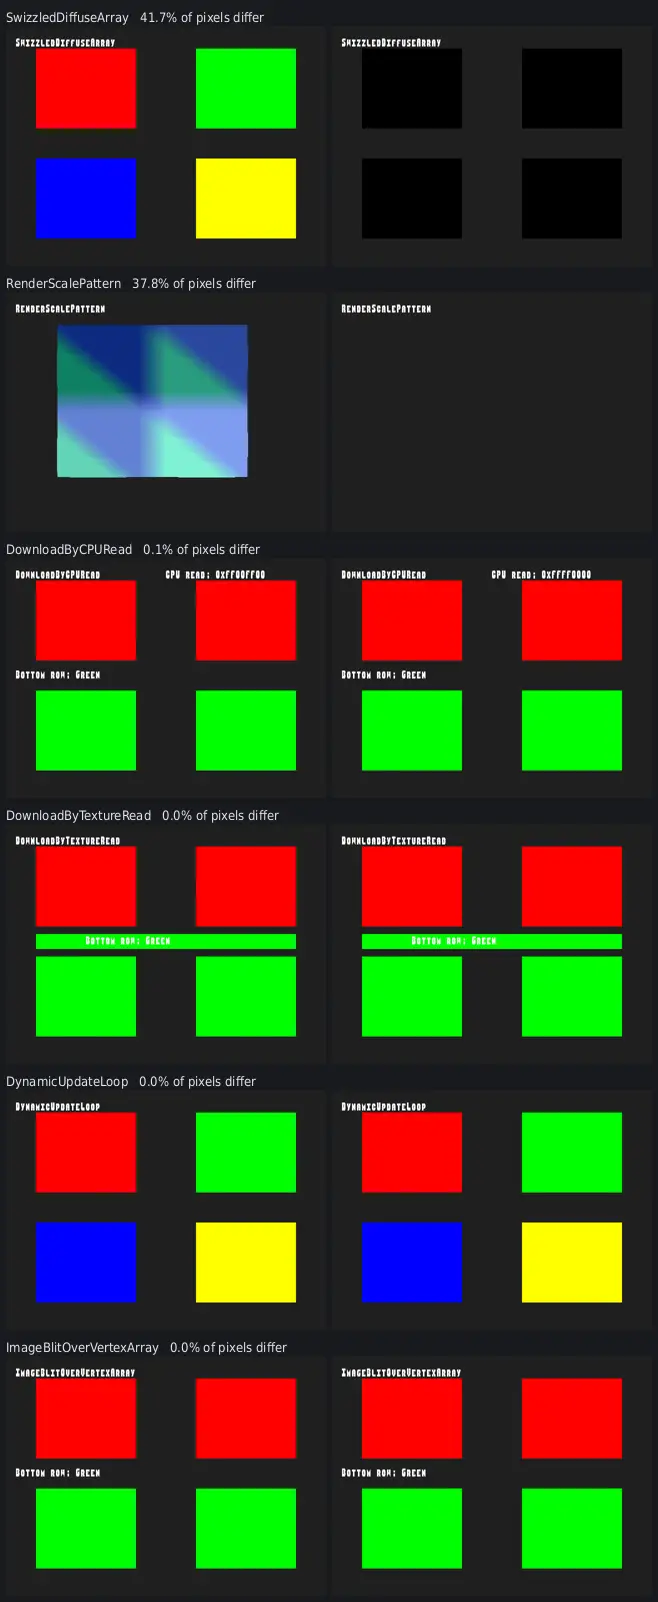 SwizzledDiffuseArray 41.7% of pixels differ
SwizzledDiffuseArray SwizzledDiffuseArray
RenderScalePattern 37.8% of pixels differ
RenderScalePattern RenderScalePattern
DownloadByCPURead 0.1% of pixels differ
DownloadByCPURead CPU read: 0xff00ff00 DownloadByCPURead CPU read: 0xffff0000
Bottom row: Green Bottom row: Green
DownloadByTextureRead 0.0% of pixels differ
DownloadByTextureRead DownloadByTextureRead
Bottom row: Green Bottom row: Green
DynamicUpdateLoop 0.0% of pixels differ
DynamicUpdateLoop DynamicUpdateLoop
ImageBlitOverVertexArray 0.0% of pixels differ
ImageBlitOverVertexArray ImageBlitOverVertexArray
Bottom row: Green Bottom row: Green